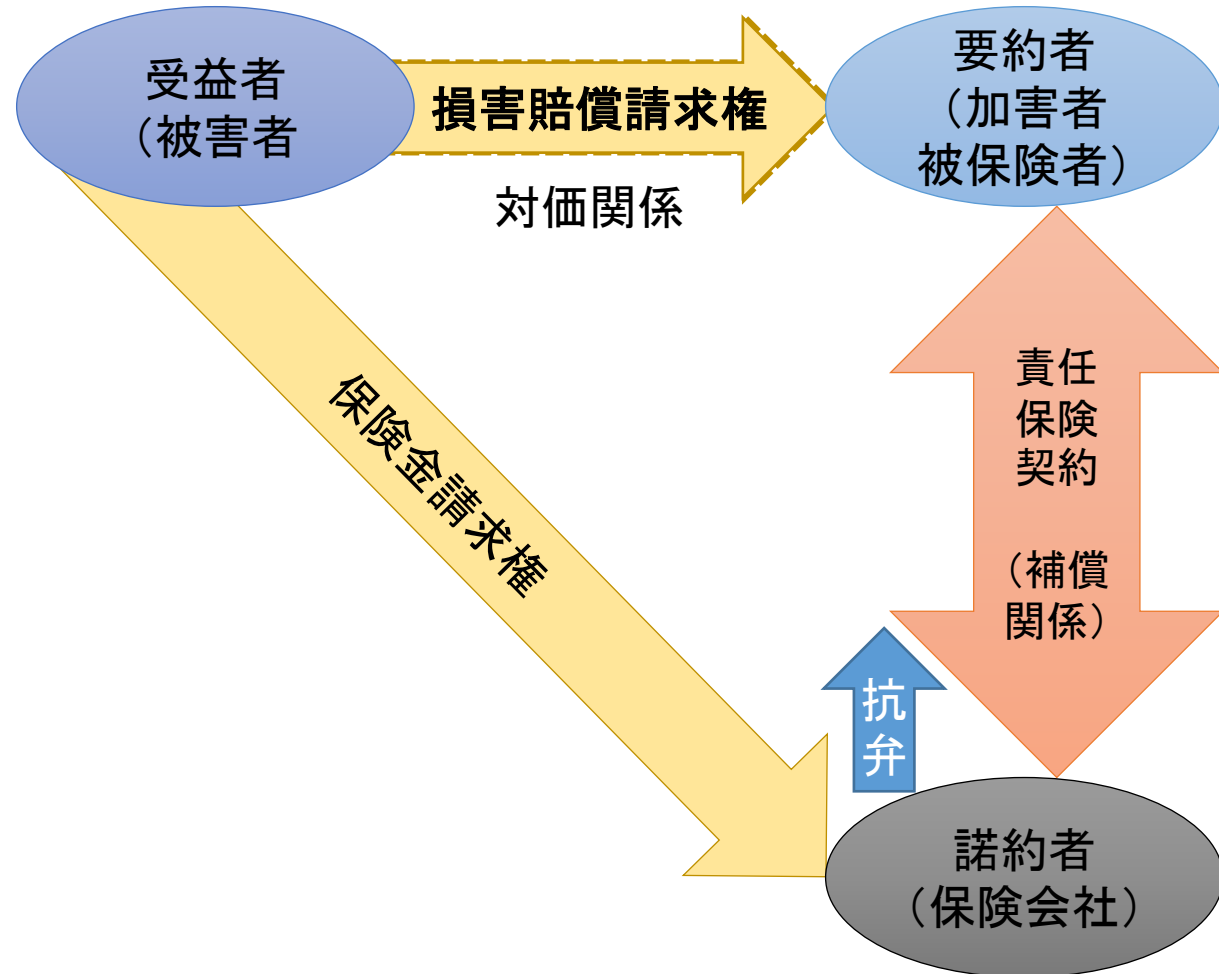 受益者
（被害者
損害賠償請求権
対価関係
要約者
（加害者
被保険者）
保険金請求権
責任
保険
契約
（補償
関係）
抗
弁
諾約者
（保険会社）